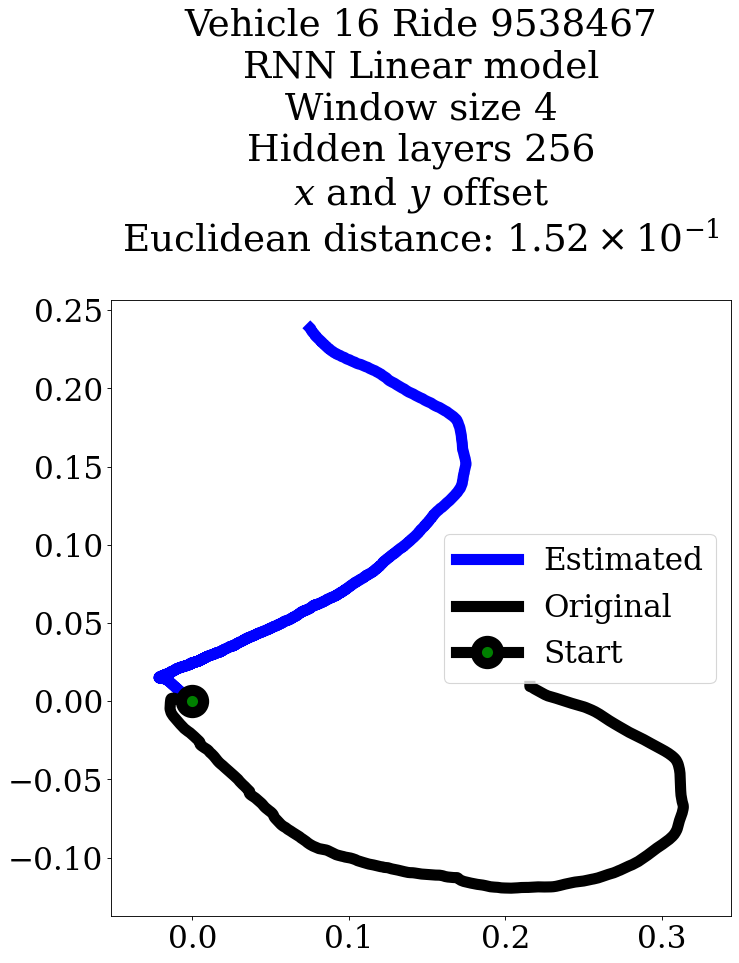 Vehicle 16 Ride 9538467
RNN Linear model
Window size 4
Hidden layers 256
x and y offset
Euclidean distance: 1.52 × 10⁻¹
0.25
0.20
0.15
0.10
0.05
0.00
−0.05
−0.10
Estimated
Original
Start
0.0 0.1 0.2 0.3